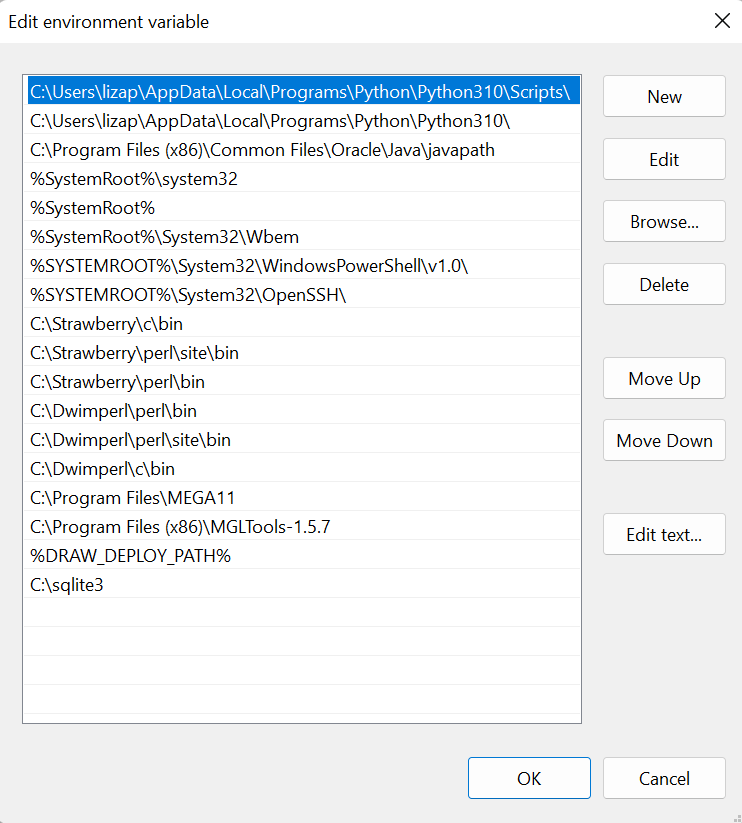 Edit environment variable
C:\Users\lizap\AppData\Local\Programs\Python\Python310\Scripts\
C:\Users\lizap\AppData\Local\Programs\Python\Python310\
C:\Program Files (x86)\Common Files\Oracle\Java\javapath
%SystemRoot%\system32
%SystemRoot%
%SystemRoot%\System32\Wbem
%SYSTEMROOT%\System32\WindowsPowerShell\v1.0\
%SYSTEMROOT%\System32\OpenSSH\
C:\Strawberry\c\bin
C:\Strawberry\perl\site\bin
C:\Strawberry\perl\bin
C:\Dwimperl\perl\bin
C:\Dwimperl\perl\site\bin
C:\Dwimperl\c\bin
C:\Program Files\MEGA11
C:\Program Files (x86)\MGLTools-1.5.7
%DRAW_DEPLOY_PATH%
C:\sqlite3
New
Edit
Browse...
Delete
Move Up
Move Down
Edit text...
OK
Cancel